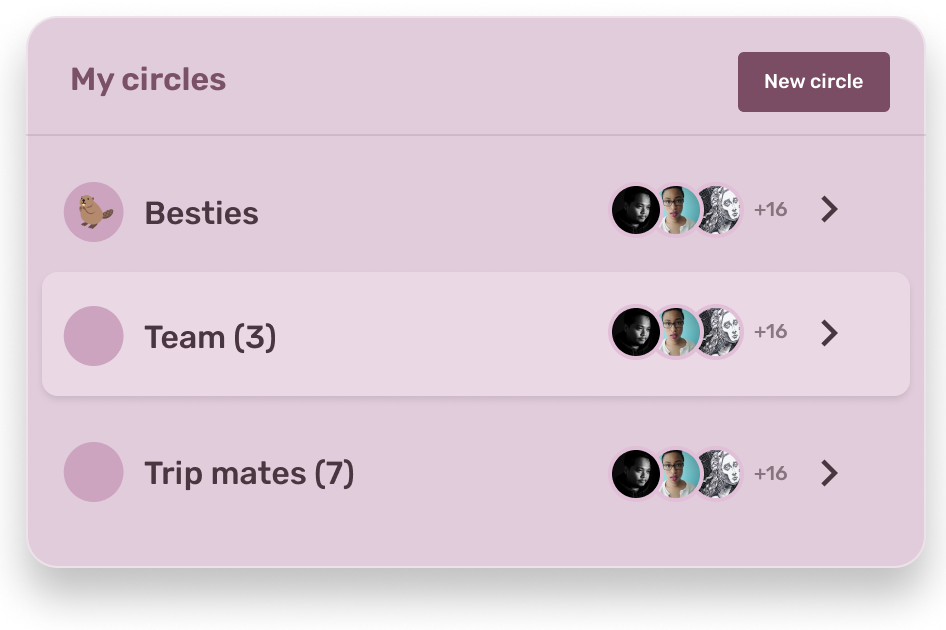 My circles
New circle
Besties
+16
Team (3)
+16
Trip mates (7)
+16